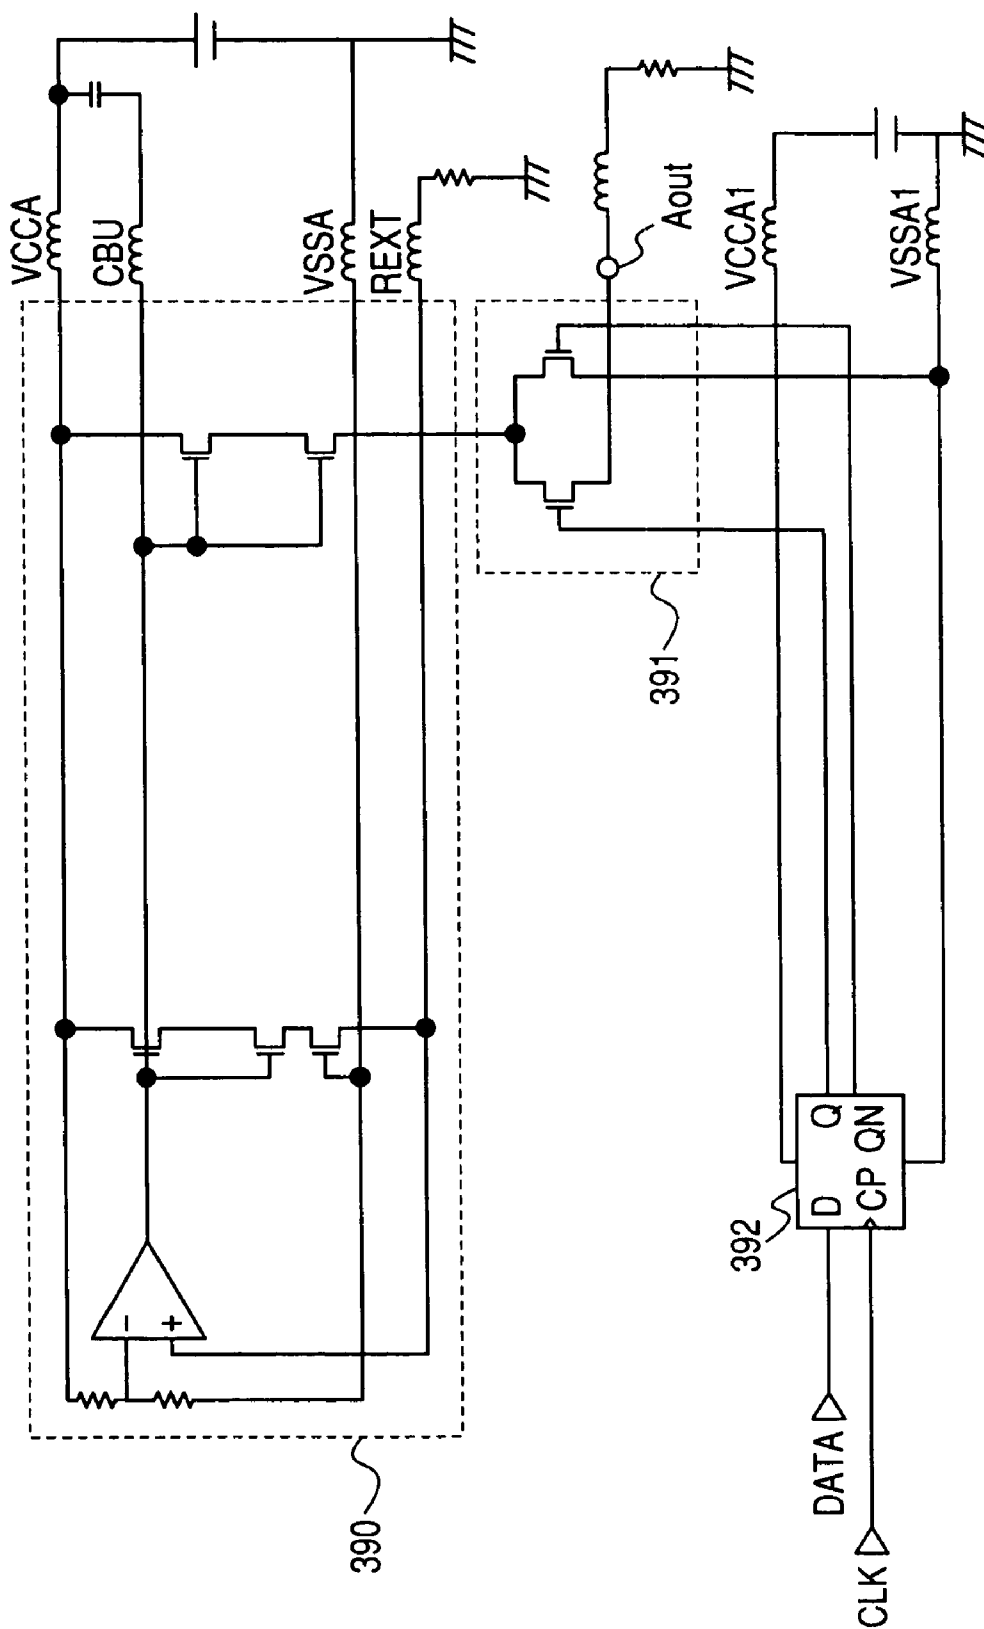 VCCA
CBU
VSSA
REXT
Aout
VCCA1
VSSA1
390
391
392
−
+
D Q
CP QN
DATA
CLK